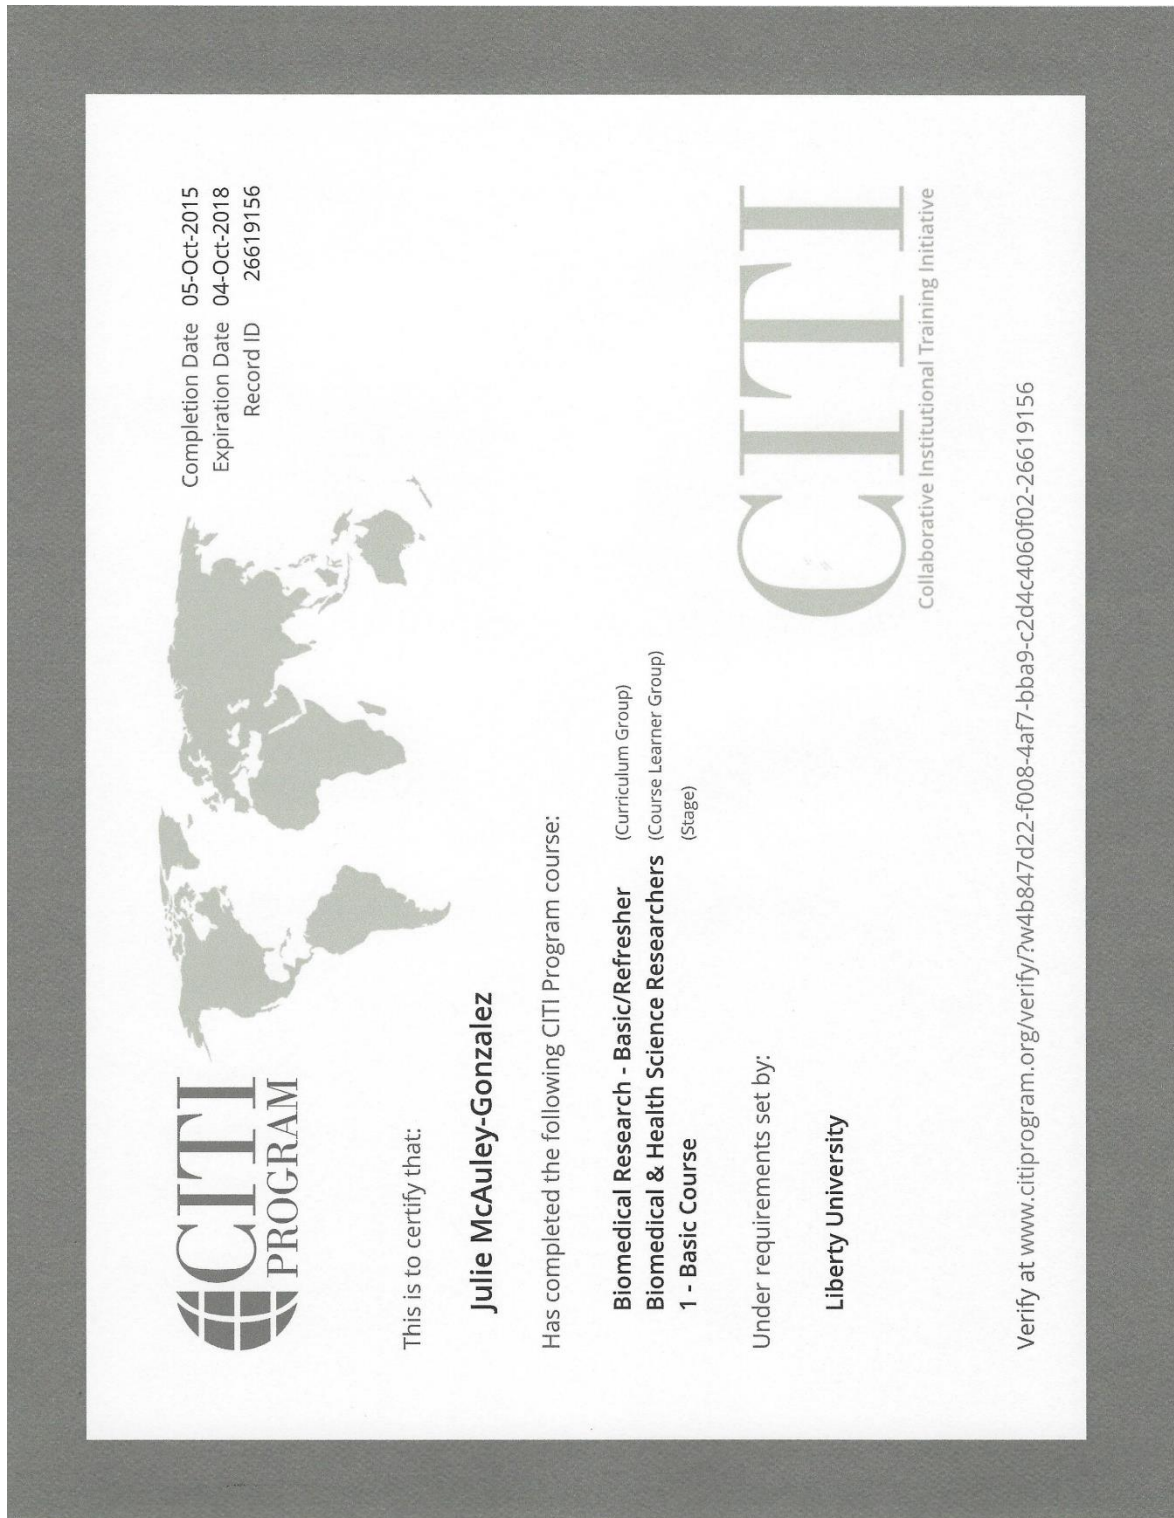 CITI
PROGRAM
Completion Date 05-Oct-2015
Expiration Date 04-Oct-2018
Record ID 26619156
This is to certify that:
Julie McAuley-Gonzalez
Has completed the following CITI Program course:
Biomedical Research - Basic/Refresher (Curriculum Group)
Biomedical & Health Science Researchers (Course Learner Group)
1 - Basic Course (Stage)
Under requirements set by:
Liberty University
CITI
Collaborative Institutional Training Initiative
Verify at www.citiprogram.org/verify/?w4b847d22-f008-4af7-bba9-c2d4c4060f02-26619156